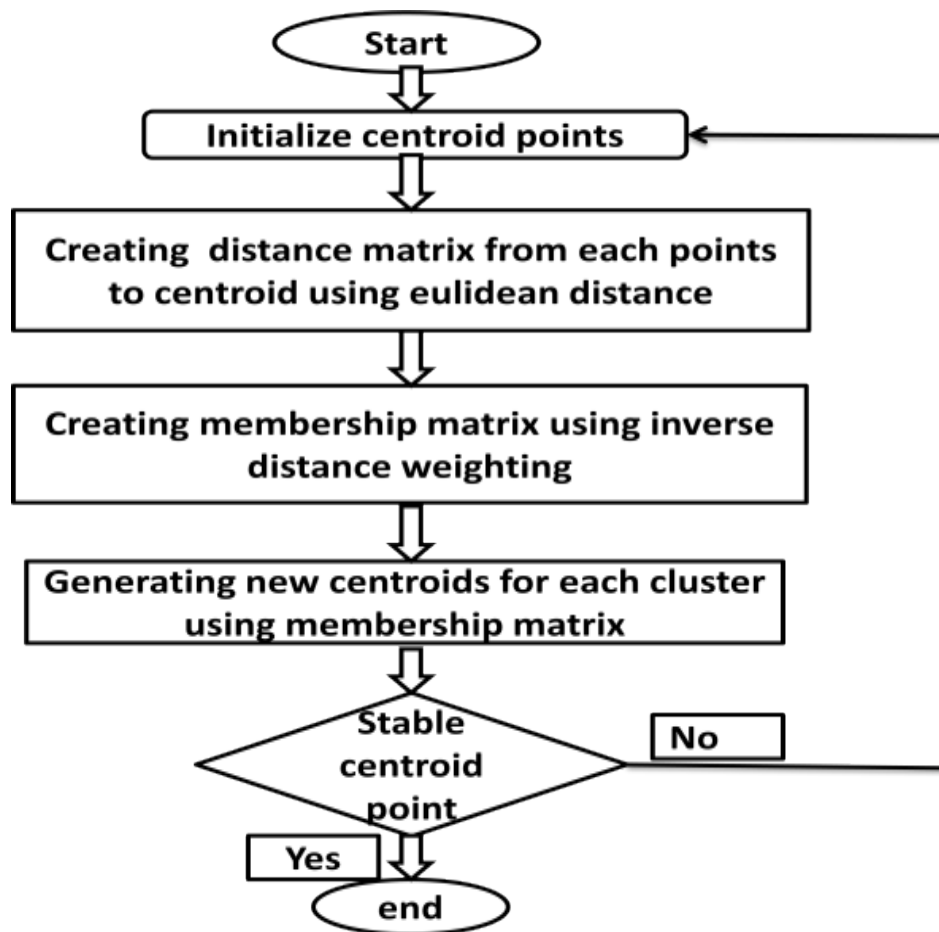 Start
Initialize centroid points
Creating distance matrix from each points
to centroid using eulidean distance
Creating membership matrix using inverse
distance weighting
Generating new centroids for each cluster
using membership matrix
Stable
centroid
point
No
Yes
end